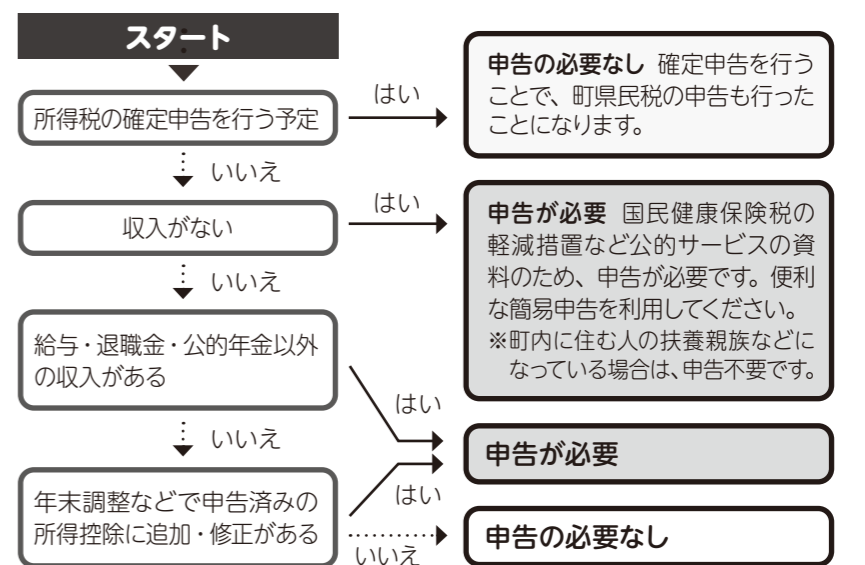 スタート
所得税の確定申告を行う予定
はい
申告の必要なし 確定申告を行う
ことで、町県民税の申告も行った
ことになります。
いいえ
収入がない
はい
申告が必要 国民健康保険税の
軽減措置など公的サービスの資
料のため、申告が必要です。便利
な簡易申告を利用してください。
※町内に住む人の扶養親族などに
なっている場合は、申告不要です。
いいえ
給与・退職金・公的年金以外
の収入がある
はい
申告が必要
いいえ
年末調整などで申告済みの
所得控除に追加・修正がある
はい
いいえ
申告の必要なし